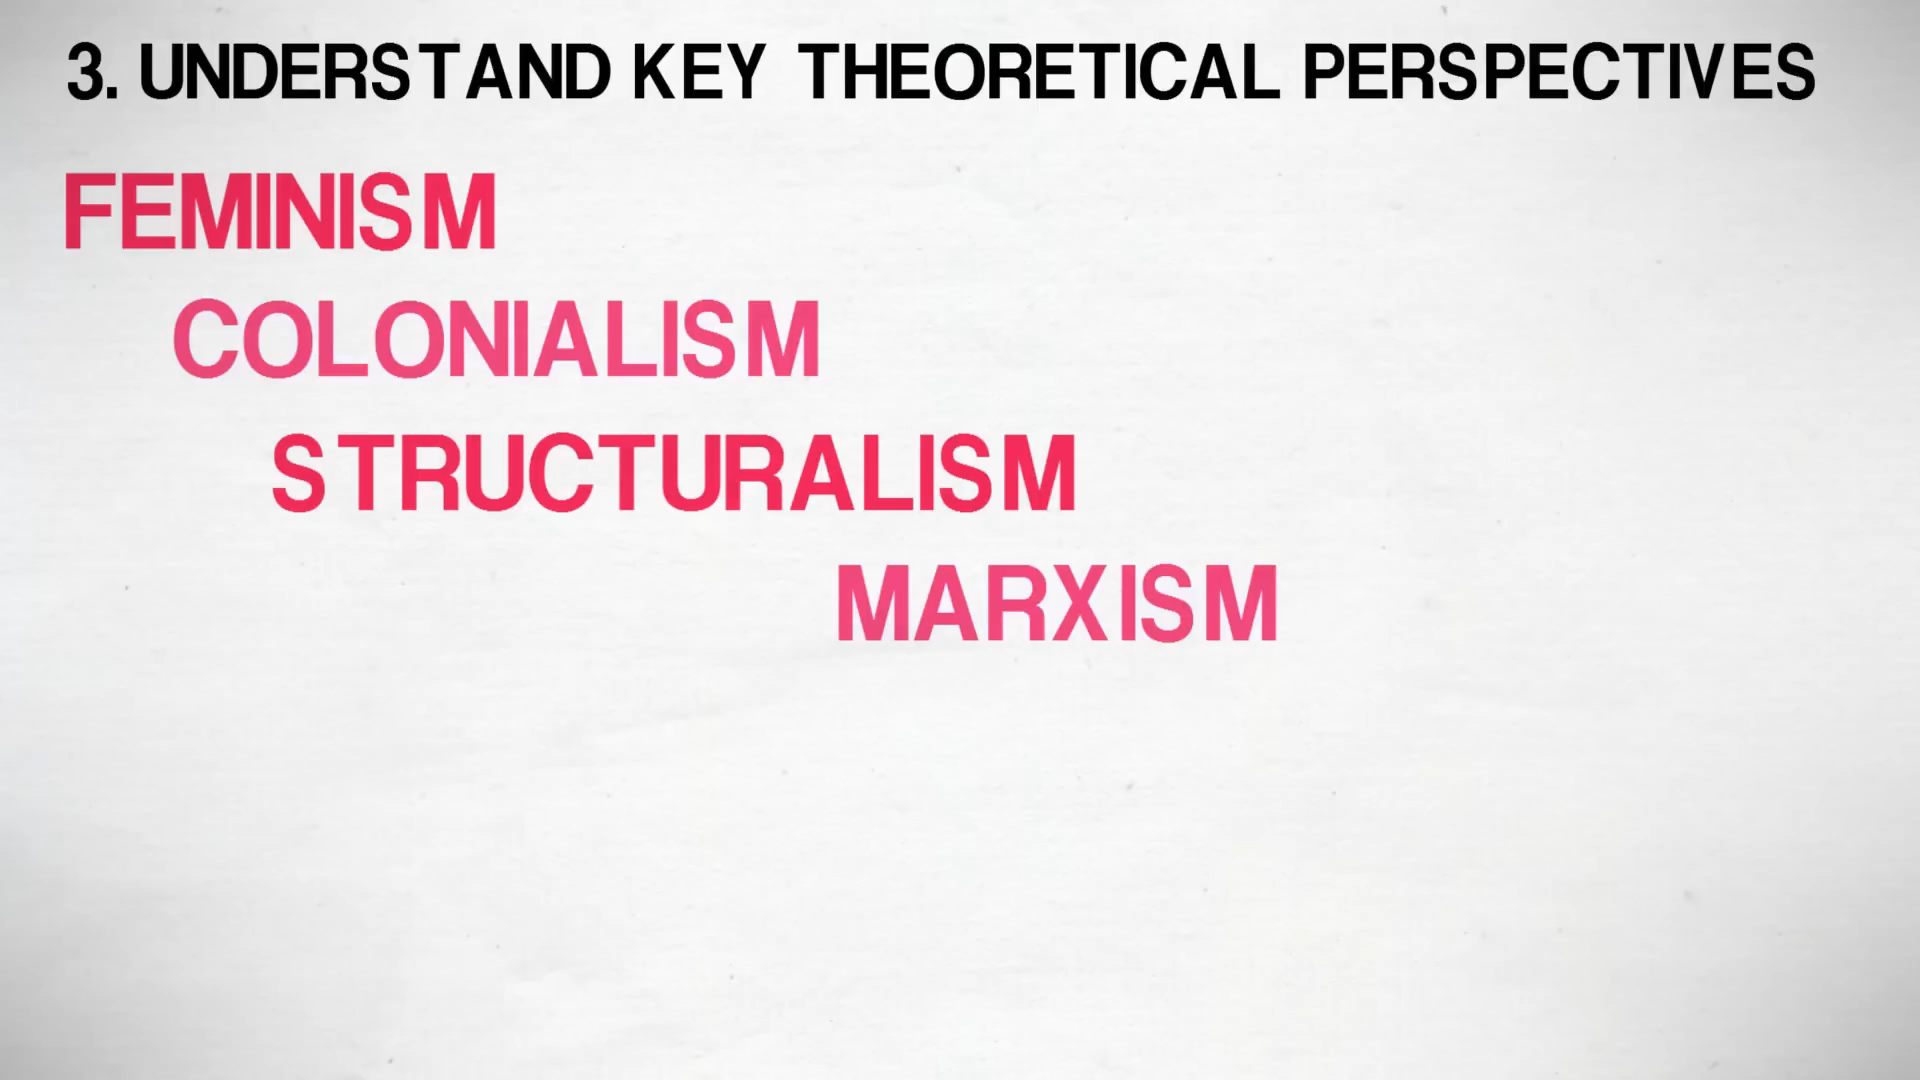 3. UNDERSTAND KEY THEORETICAL PERSPECTIVES
FEMINISM
COLONIALISM
STRUCTURALISM
MARXISM